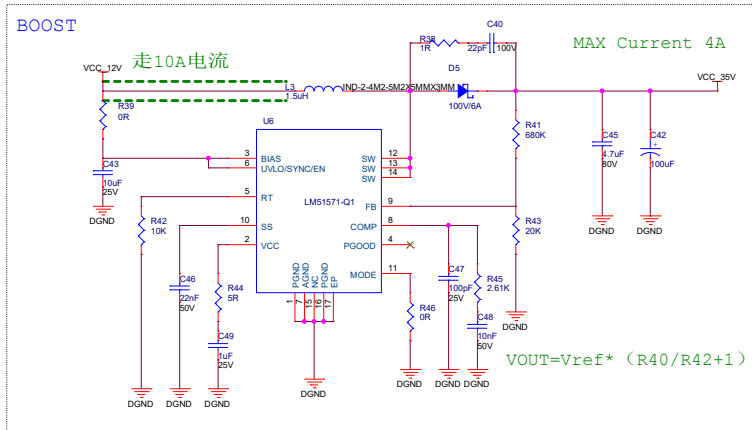 BOOST
走10A电流
MAX Current 4A
VCC_12V
R38
1R
C40
22pF
100V
D5
100V/6A
VCC_35V
L3
1.5uH
IND-2-4M2-5M2X5MMX3MM
R39
0R
U6
R41
680K
C45
4.7uF
80V
C42
100uF
C43
10uF
25V
DGND
3
BIAS
6
UVLO/SYNC/EN
5
RT
10
SS
2
VCC
LM51571-Q1
SW
12
SW
13
SW
14
FB
9
COMP
8
PGOOD
4
MODE
11
PGND
AGND
NC
PGND
EP
1
7
15
16
17
R42
10K
C46
22nF
50V
R44
5R
C49
1uF
25V
R43
20K
R46
0R
C47
100pF
25V
R45
2.61K
C48
10nF
50V
DGND
DGND
DGND
VOUT=Vref*（R40/R42+1）
DGND
DGND
DGND
DGND
DGND
DGND
DGND